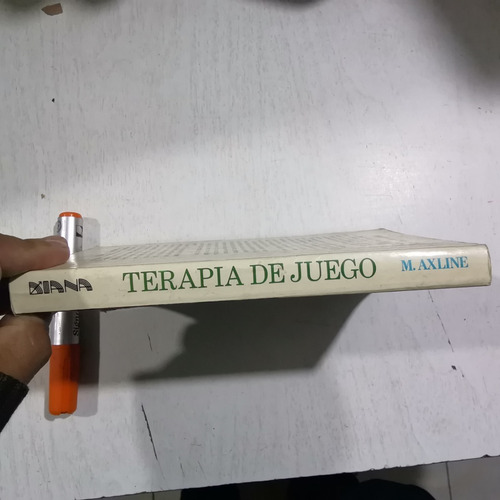 DIANA
TERAPIA DE JUEGO
M. AXLINE